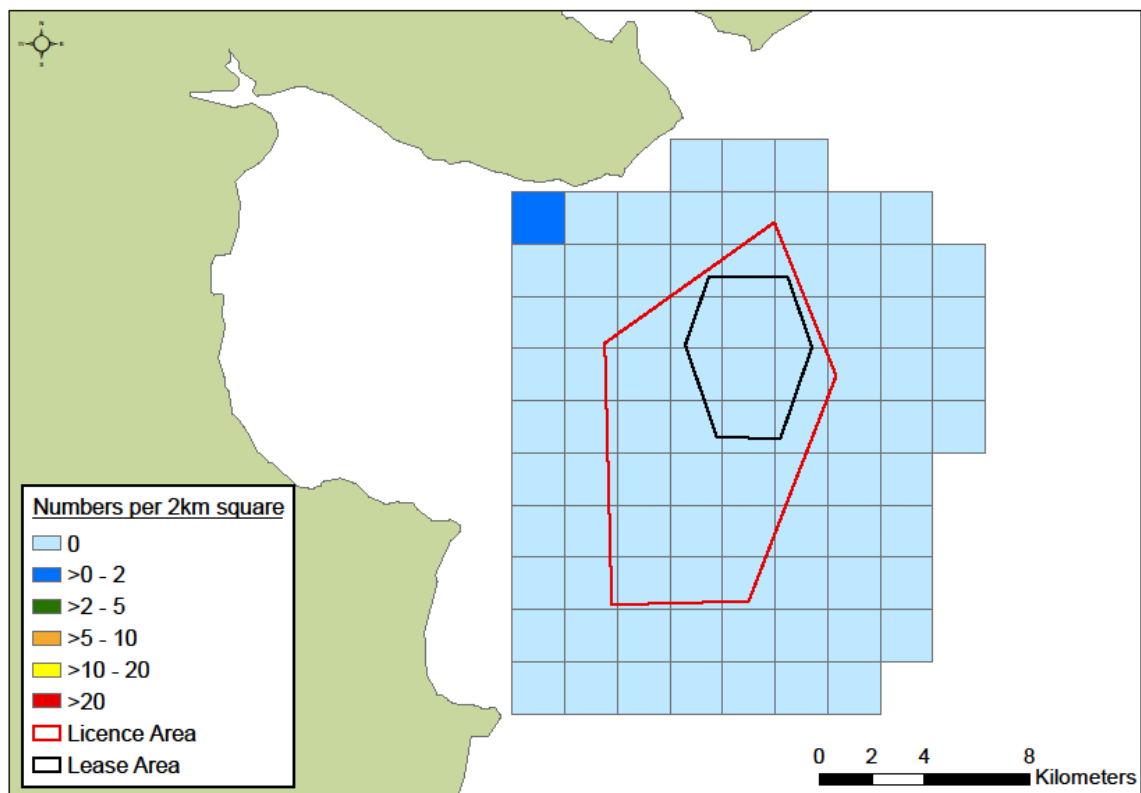 N
W E
S
Numbers per 2km square
0
>0 - 2
>2 - 5
>5 - 10
>10 - 20
>20
Licence Area
Lease Area
0 2 4 8
Kilometers